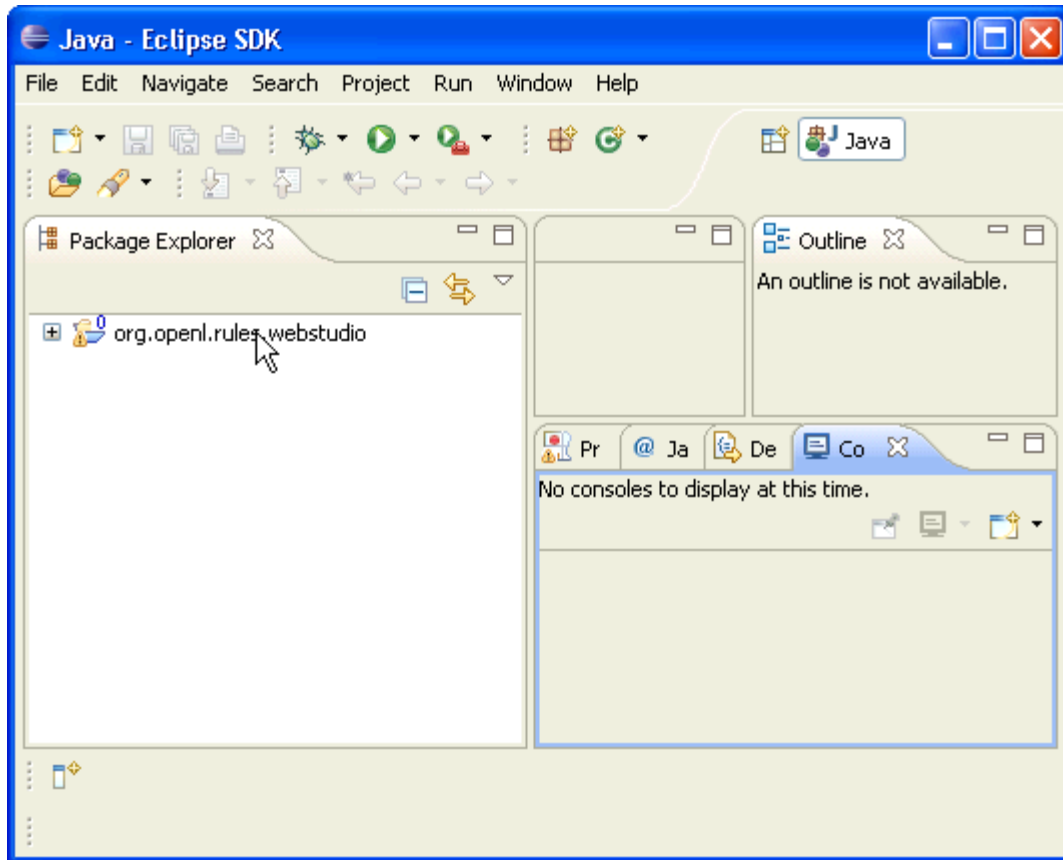 Java - Eclipse SDK
File Edit Navigate Search Project Run Window Help
Java
Package Explorer
Outline
An outline is not available.
org.openl.rules.webstudio
Pr @ Ja De Co
No consoles to display at this time.